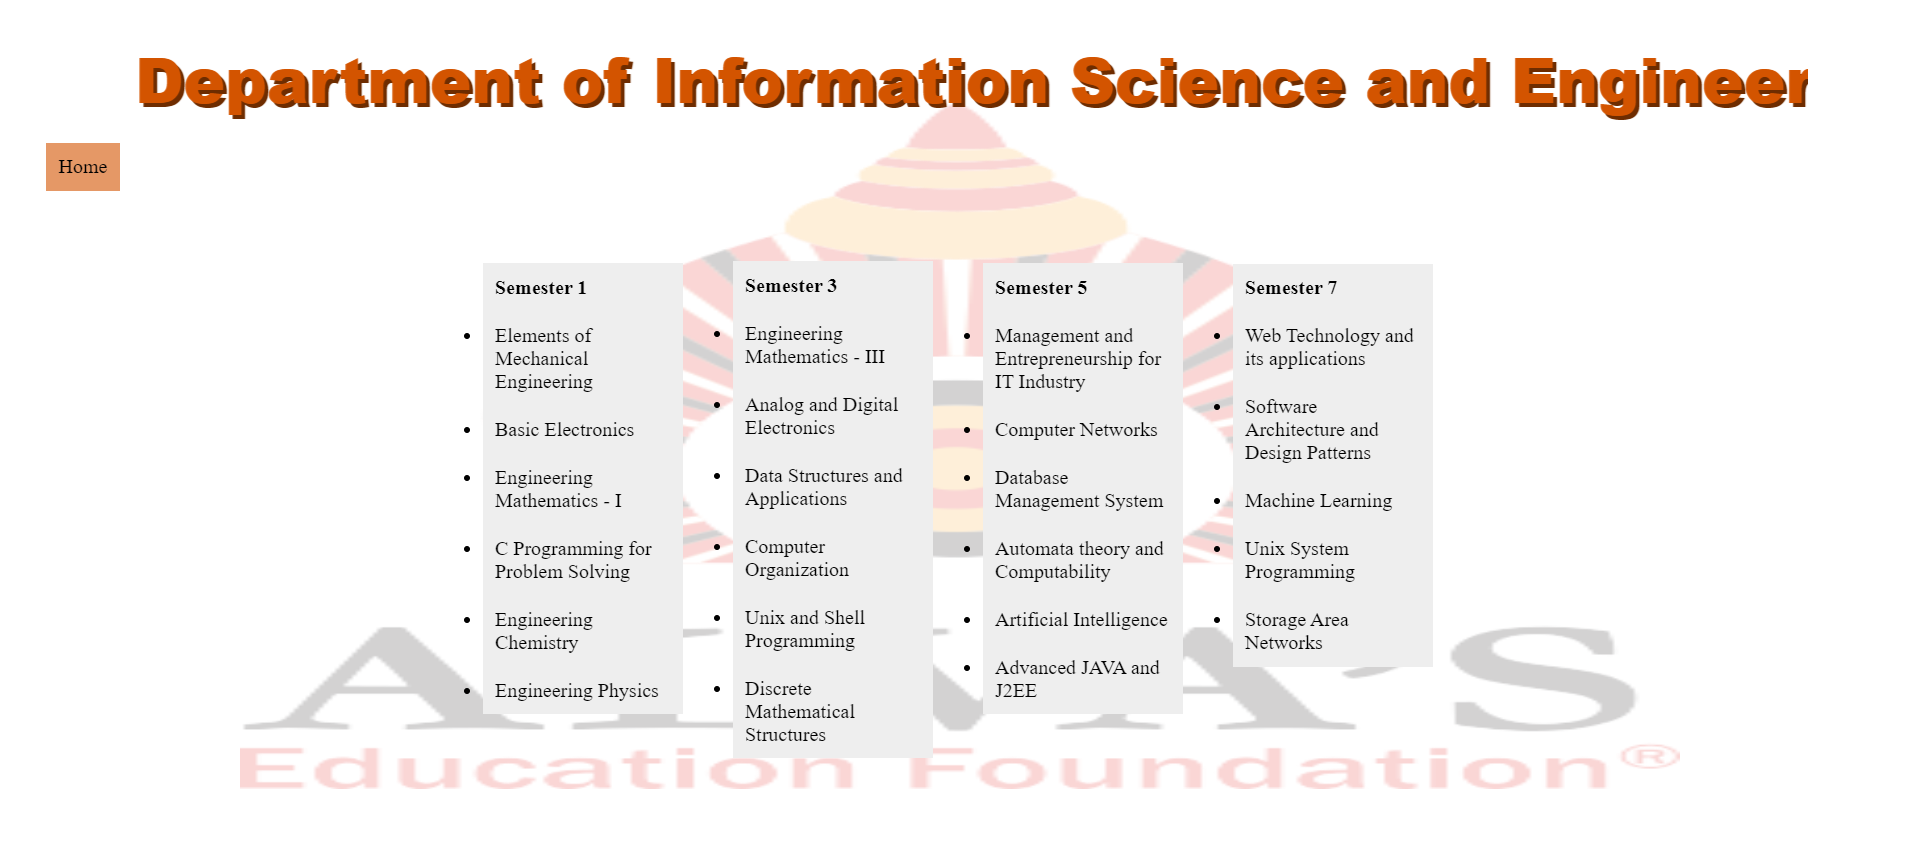 Department of Information Science and Engineer
Home
Semester 1
Elements of
Mechanical
Engineering
Basic Electronics
Engineering
Mathematics - I
C Programming for
Problem Solving
Engineering
Chemistry
Engineering Physics
Semester 3
Engineering
Mathematics - III
Analog and Digital
Electronics
Data Structures and
Applications
Computer
Organization
Unix and Shell
Programming
Discrete
Mathematical
Structures
Semester 5
Management and
Entrepreneurship for
IT Industry
Computer Networks
Database
Management System
Automata theory and
Computability
Artificial Intelligence
Advanced JAVA and
J2EE
Semester 7
Web Technology and
its applications
Software
Architecture and
Design Patterns
Machine Learning
Unix System
Programming
Storage Area
Networks
ALVA'S
Education Foundation®